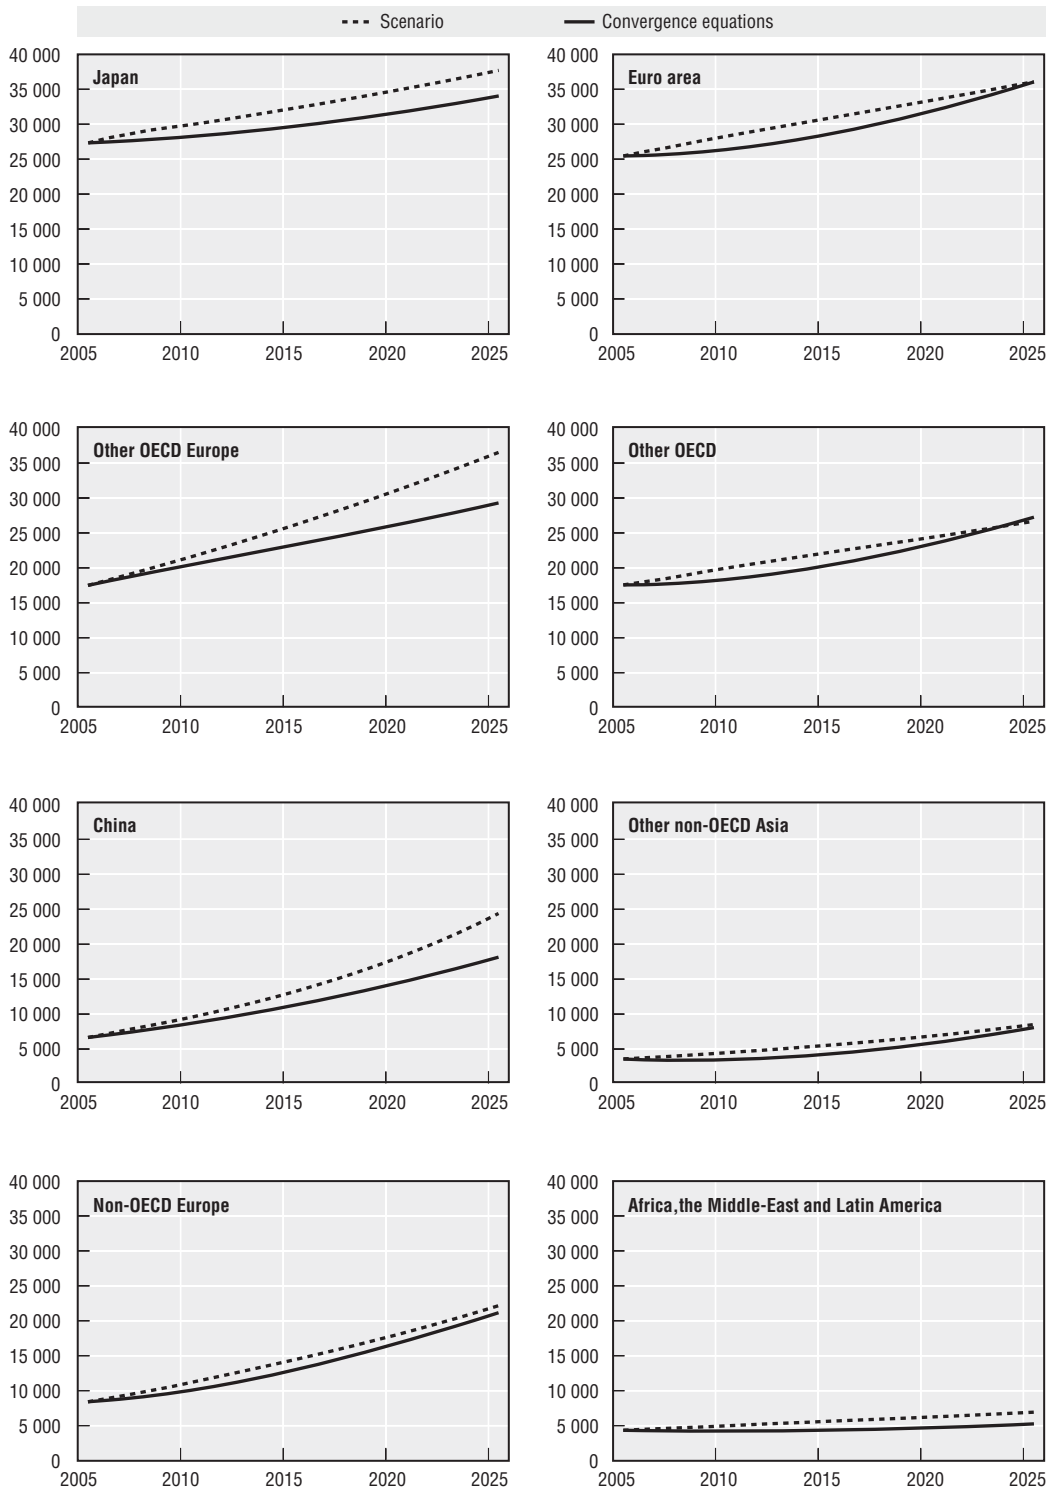 Scenario Convergence equations
40 000 40 000
35 000 Japan 35 000 Euro area
30 000 30 000
25 000 25 000
20 000 20 000
15 000 15 000
10 000 10 000
5 000 5 000
0 0
2005 2010 2015 2020 2025 2005 2010 2015 2020 2025
40 000 40 000
Other OECD Europe Other OECD
35 000 35 000
30 000 30 000
25 000 25 000
20 000 20 000
15 000 15 000
10 000 10 000
5 000 5 000
0 0
2005 2010 2015 2020 2025 2005 2010 2015 2020 2025
40 000 40 000
China Other non-OECD Asia
35 000 35 000
30 000 30 000
25 000 25 000
20 000 20 000
15 000 15 000
10 000 10 000
5 000 5 000
0 0
2005 2010 2015 2020 2025 2005 2010 2015 2020 2025
40 000 40 000
Non-OECD Europe Africa,the Middle-East and Latin America
35 000 35 000
30 000 30 000
25 000 25 000
20 000 20 000
15 000 15 000
10 000 10 000
5 000 5 000
0 0
2005 2010 2015 2020 2025 2005 2010 2015 2020 2025